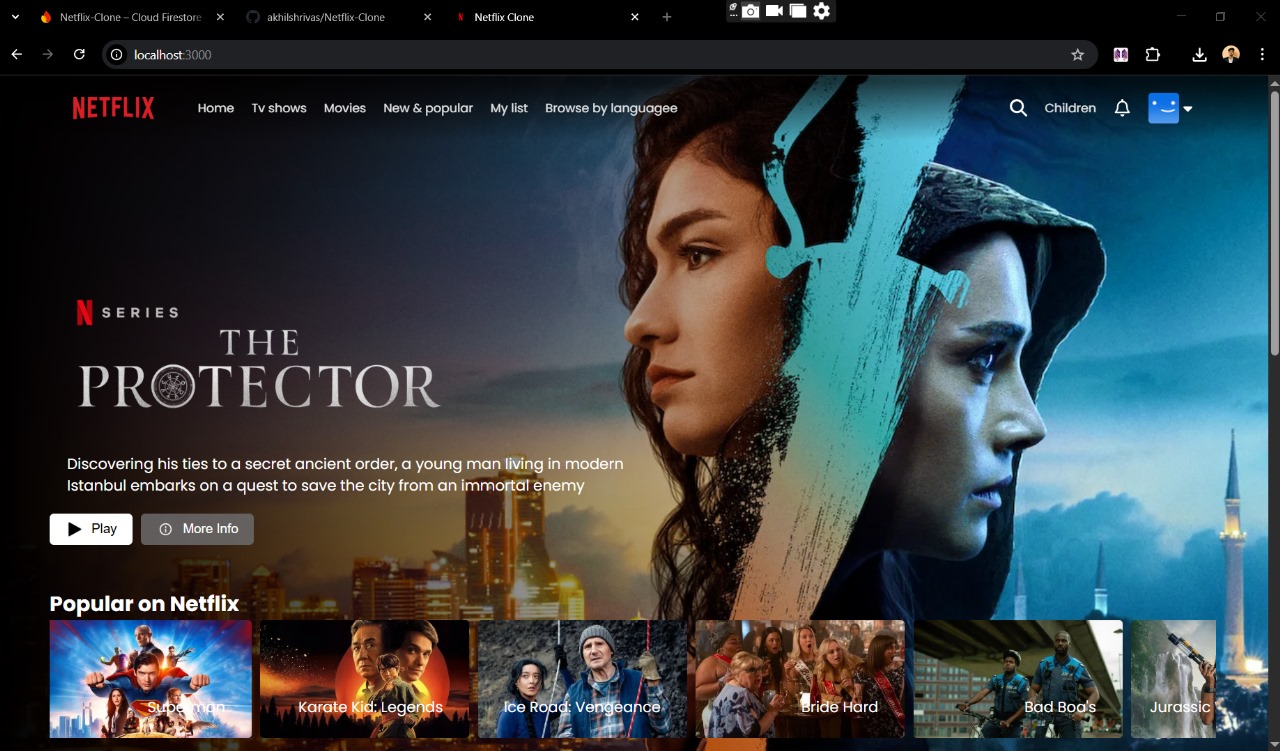 Netflix-Clone – Cloud Firestore
akhilshrivas/Netflix-Clone
Netflix Clone
localhost:3000
NETFLIX
Home
Tv shows
Movies
New & popular
My list
Browse by languagee
Children
N SERIES
THE
PROTECTOR
Discovering his ties to a secret ancient order, a young man living in modern
Istanbul embarks on a quest to save the city from an immortal enemy
Play
More Info
Popular on Netflix
Superman
Karate Kid: Legends
Ice Road: Vengeance
Bride Hard
Bad Boa's
Jurassic